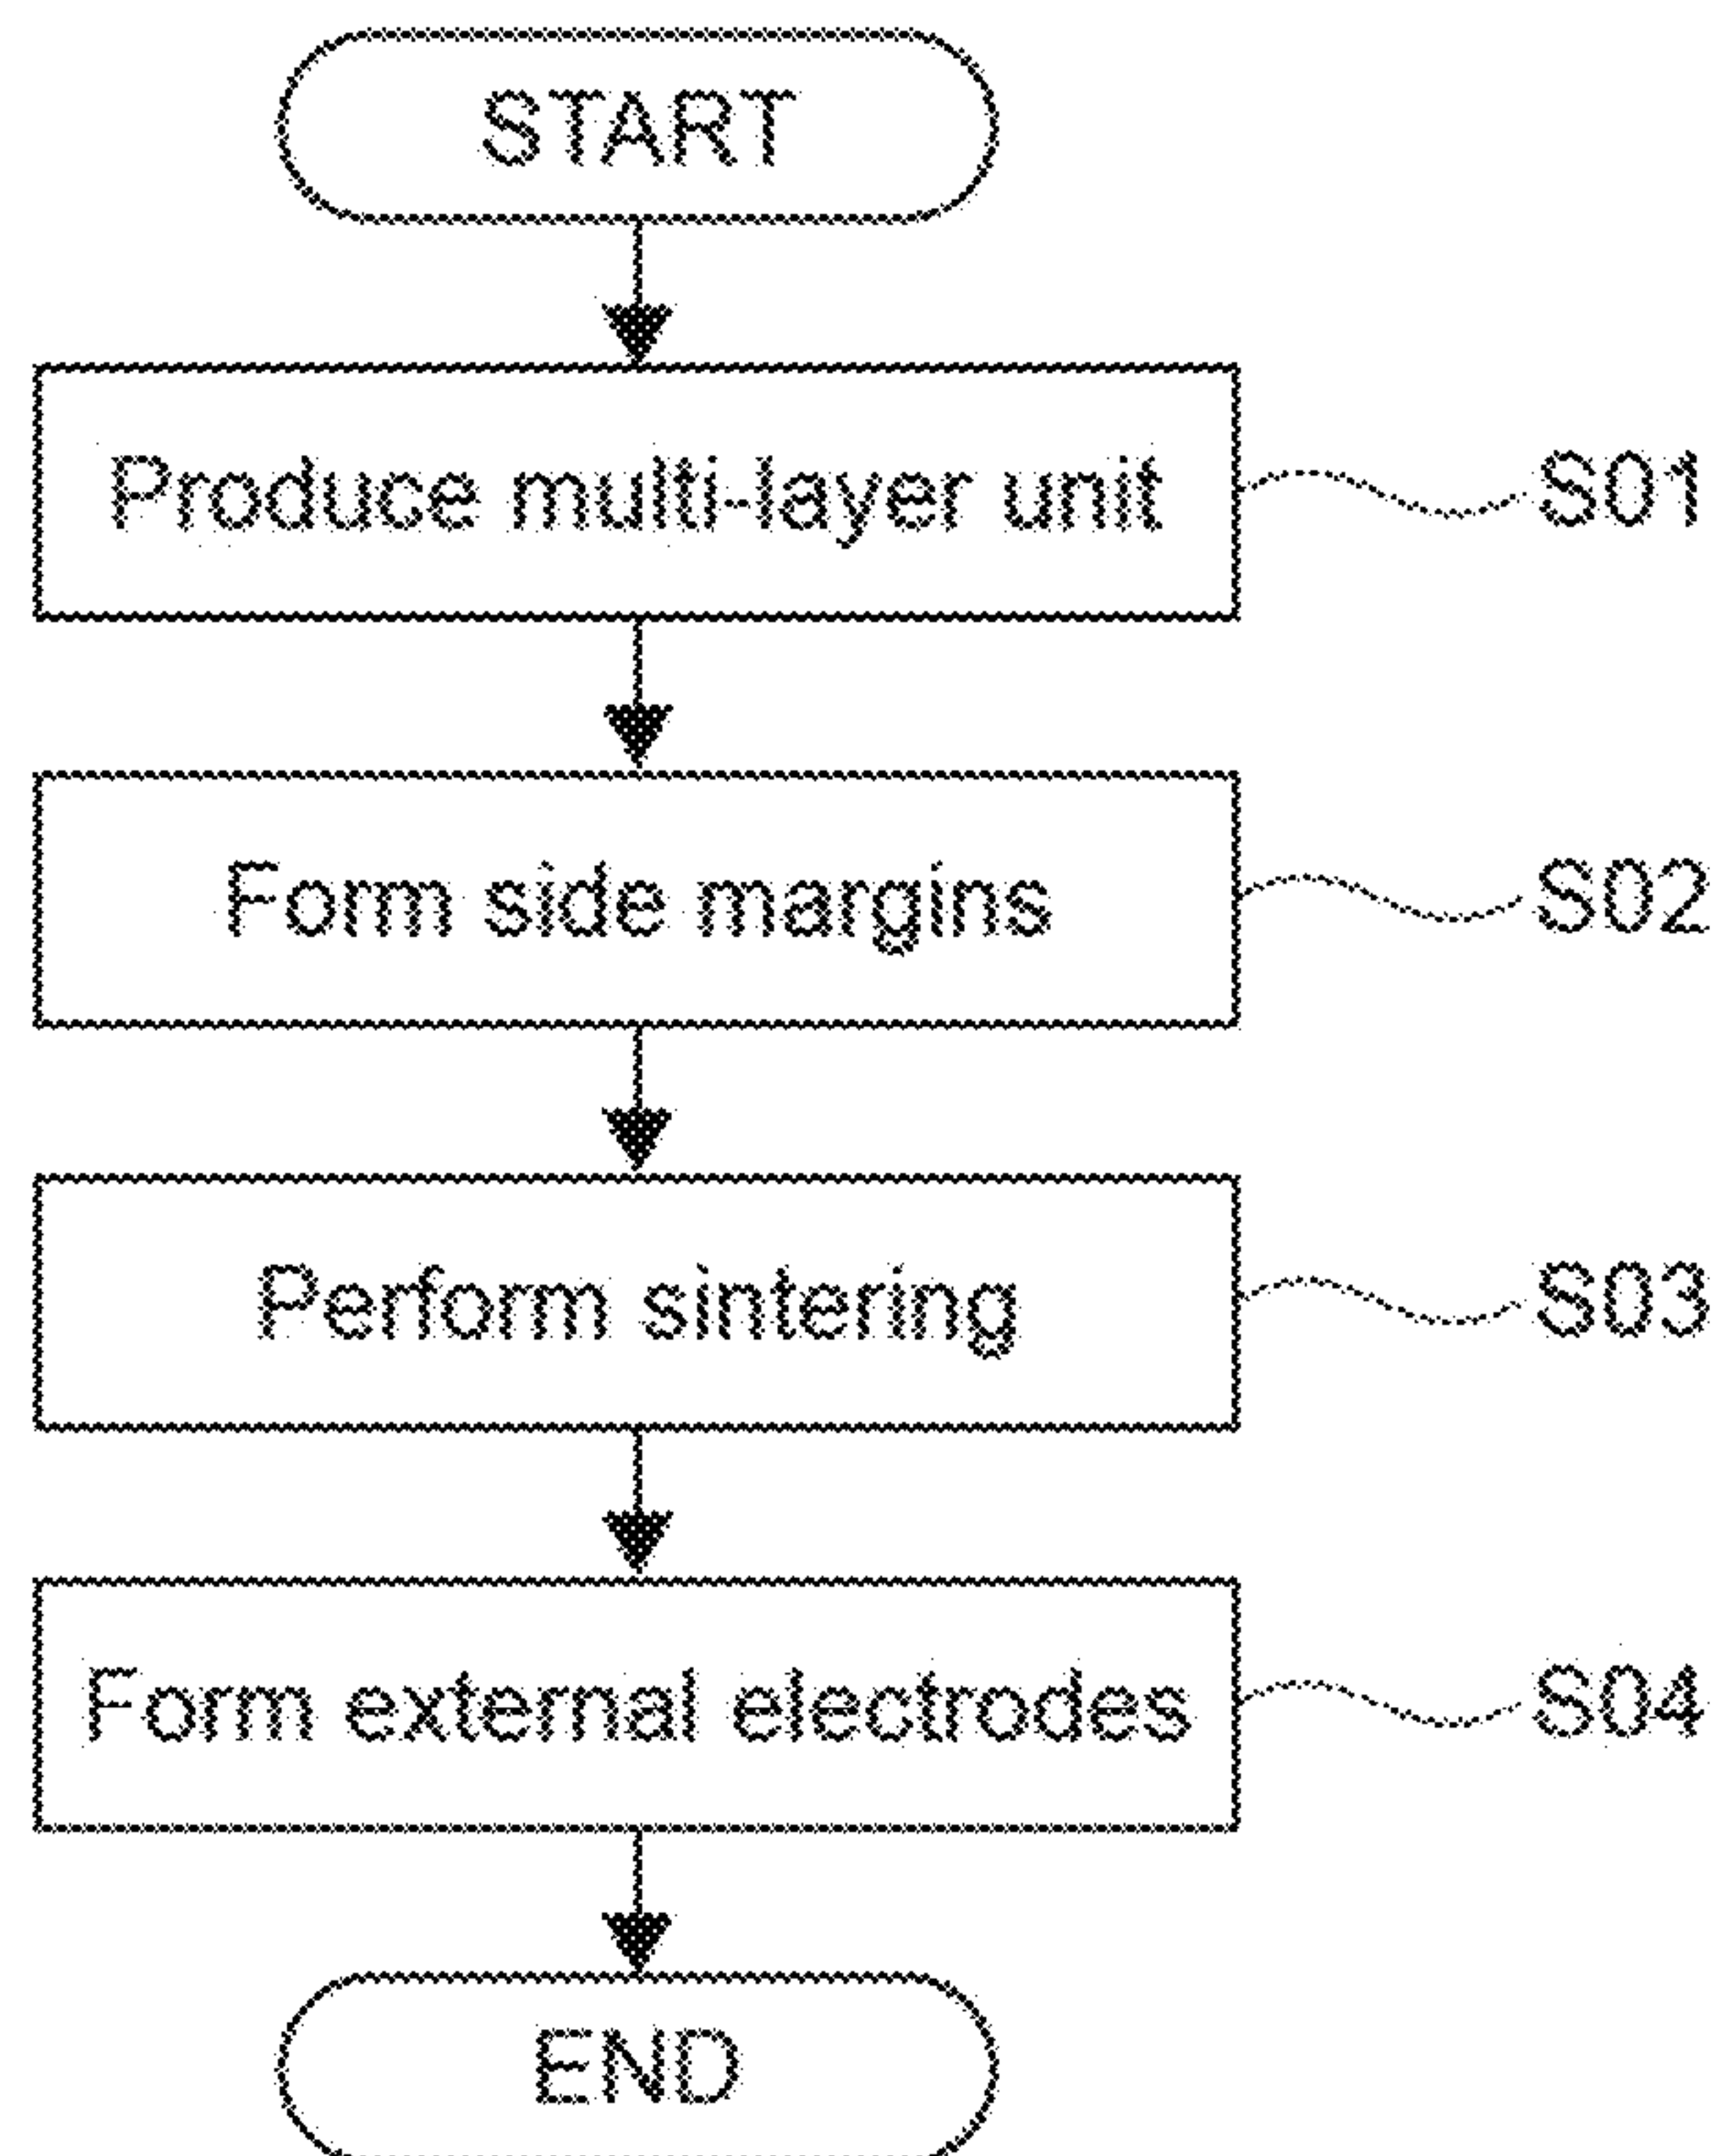 START
Produce multi-layer unit S01
Form side margins S02
Perform sintering S03
Form external electrodes S04
END